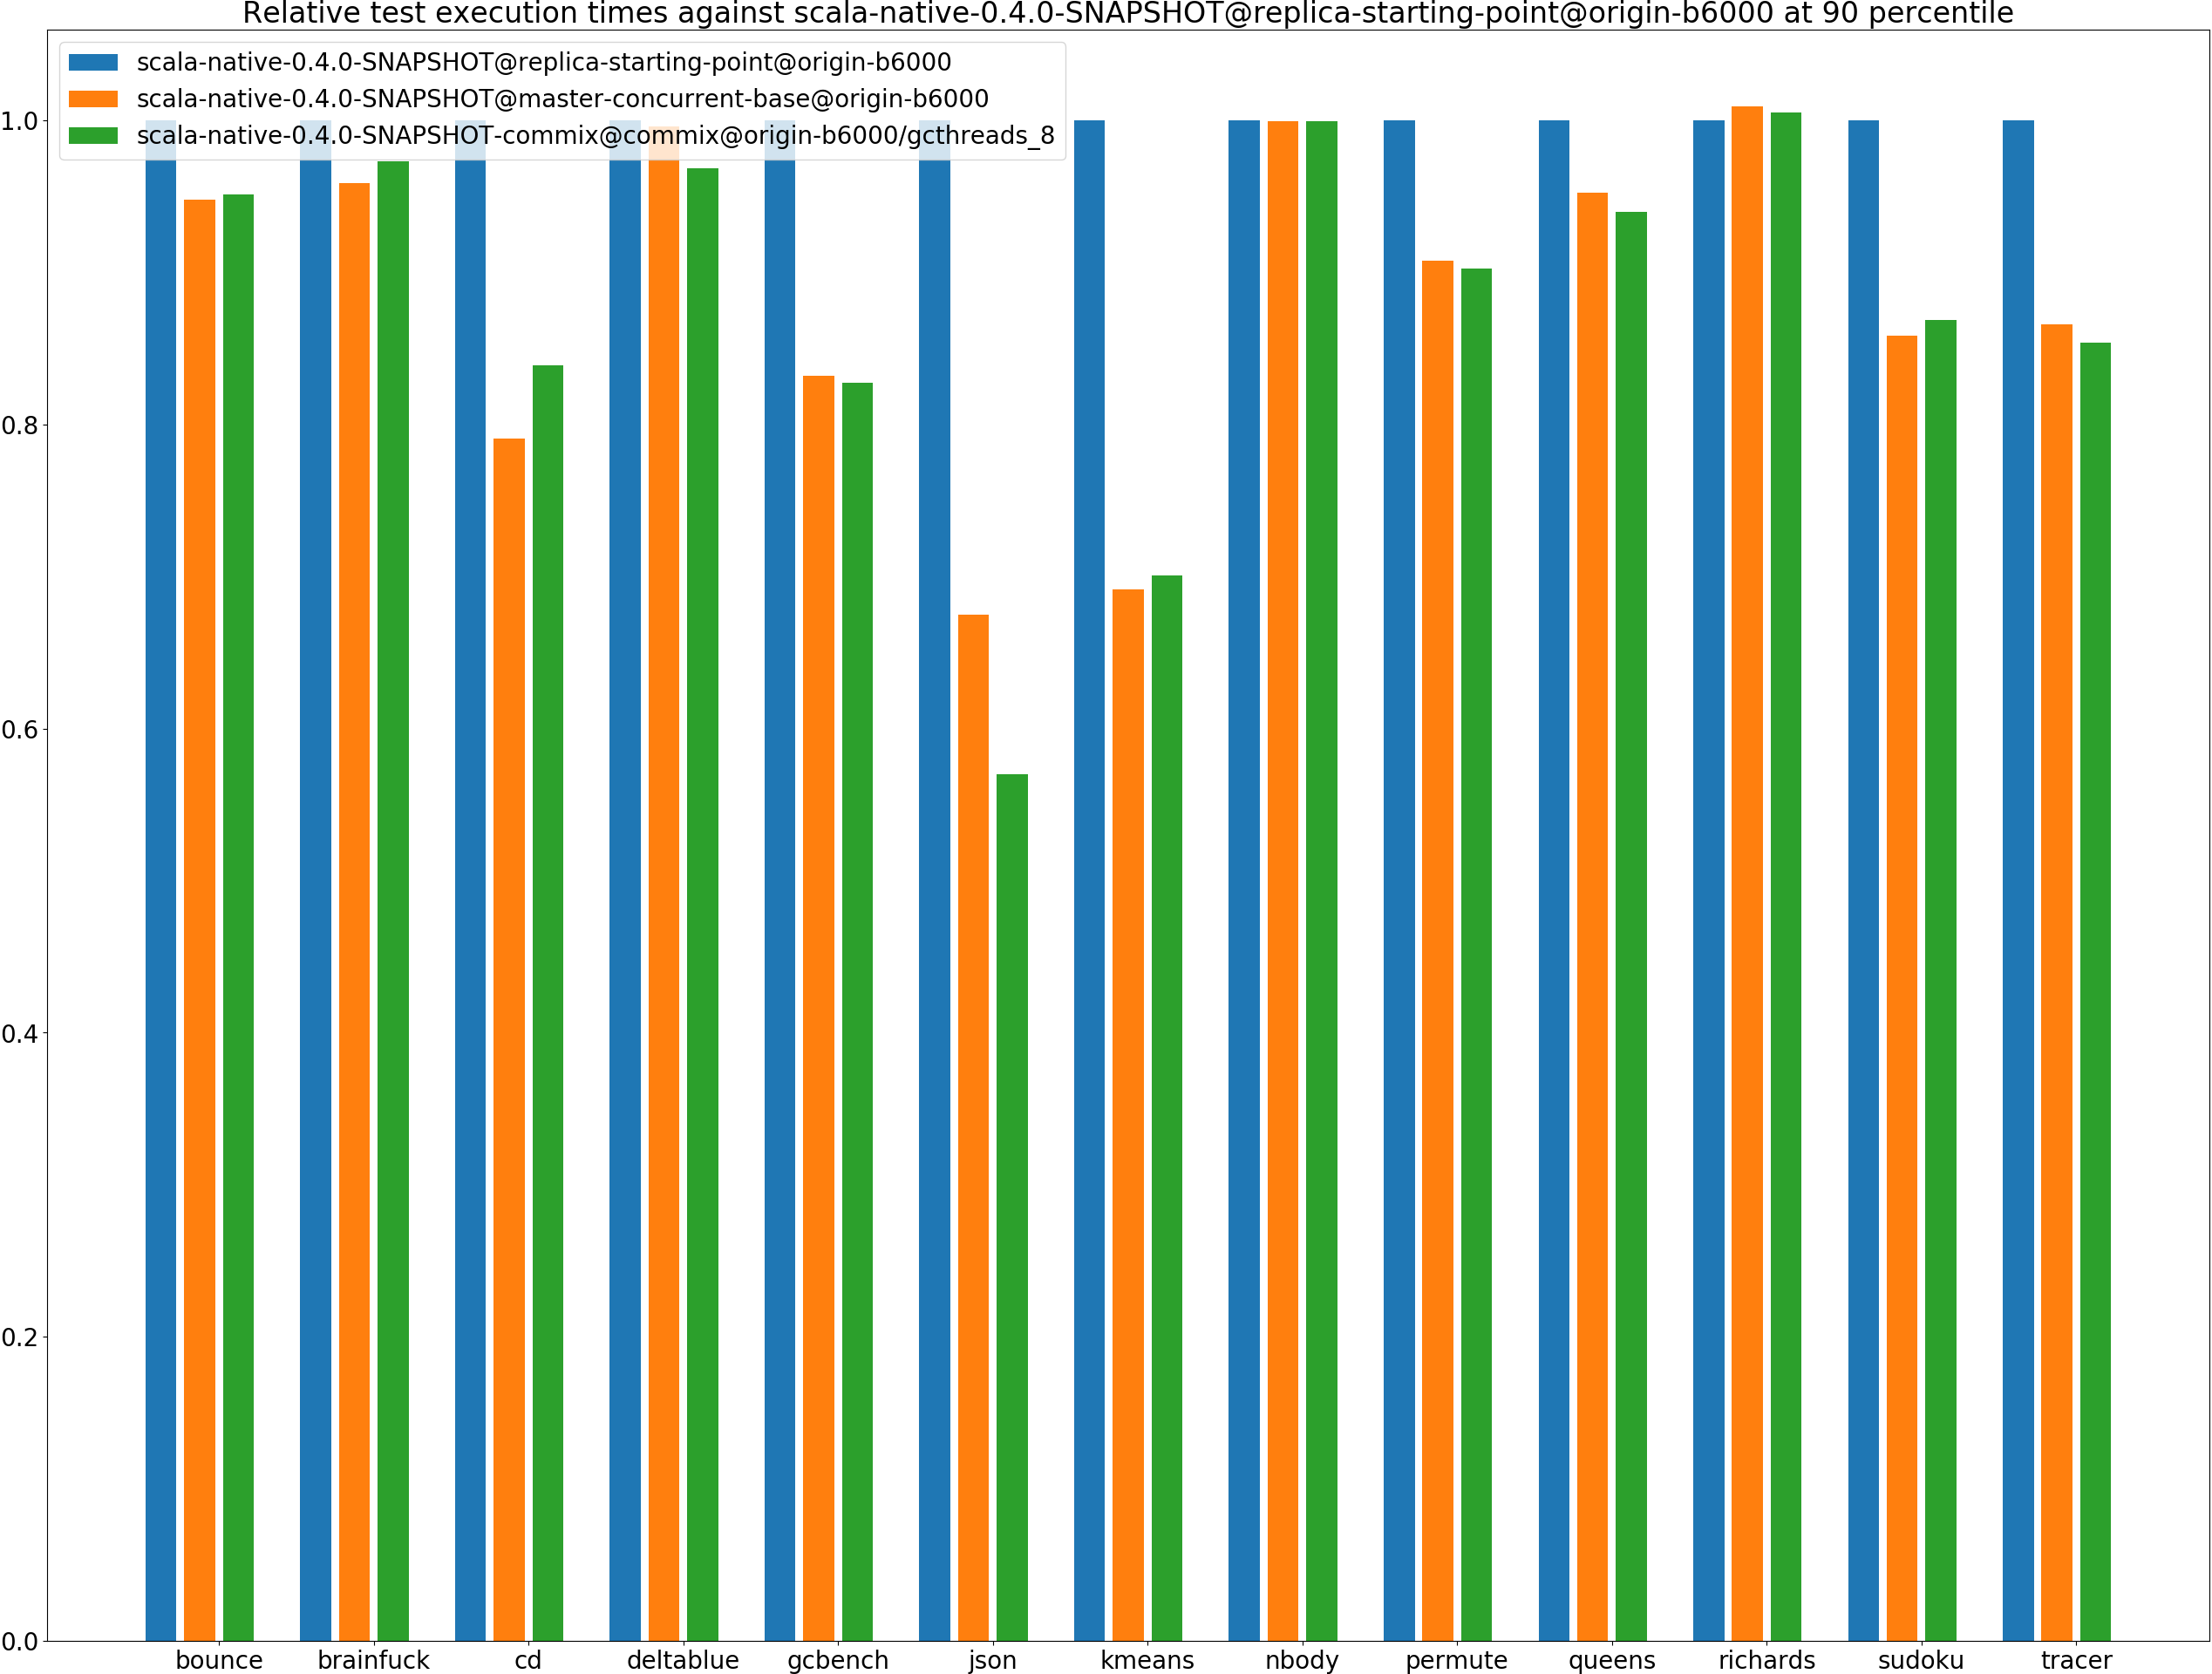 Relative test execution times against scala-native-0.4.0-SNAPSHOT@replica-starting-point@origin-b6000 at 90 percentile
scala-native-0.4.0-SNAPSHOT@replica-starting-point@origin-b6000
scala-native-0.4.0-SNAPSHOT@master-concurrent-base@origin-b6000
scala-native-0.4.0-SNAPSHOT-commix@commix@origin-b6000/gcthreads_8
1.0
0.8
0.6
0.4
0.2
0.0
bounce brainfuck cd deltablue gcbench json kmeans nbody permute queens richards sudoku tracer